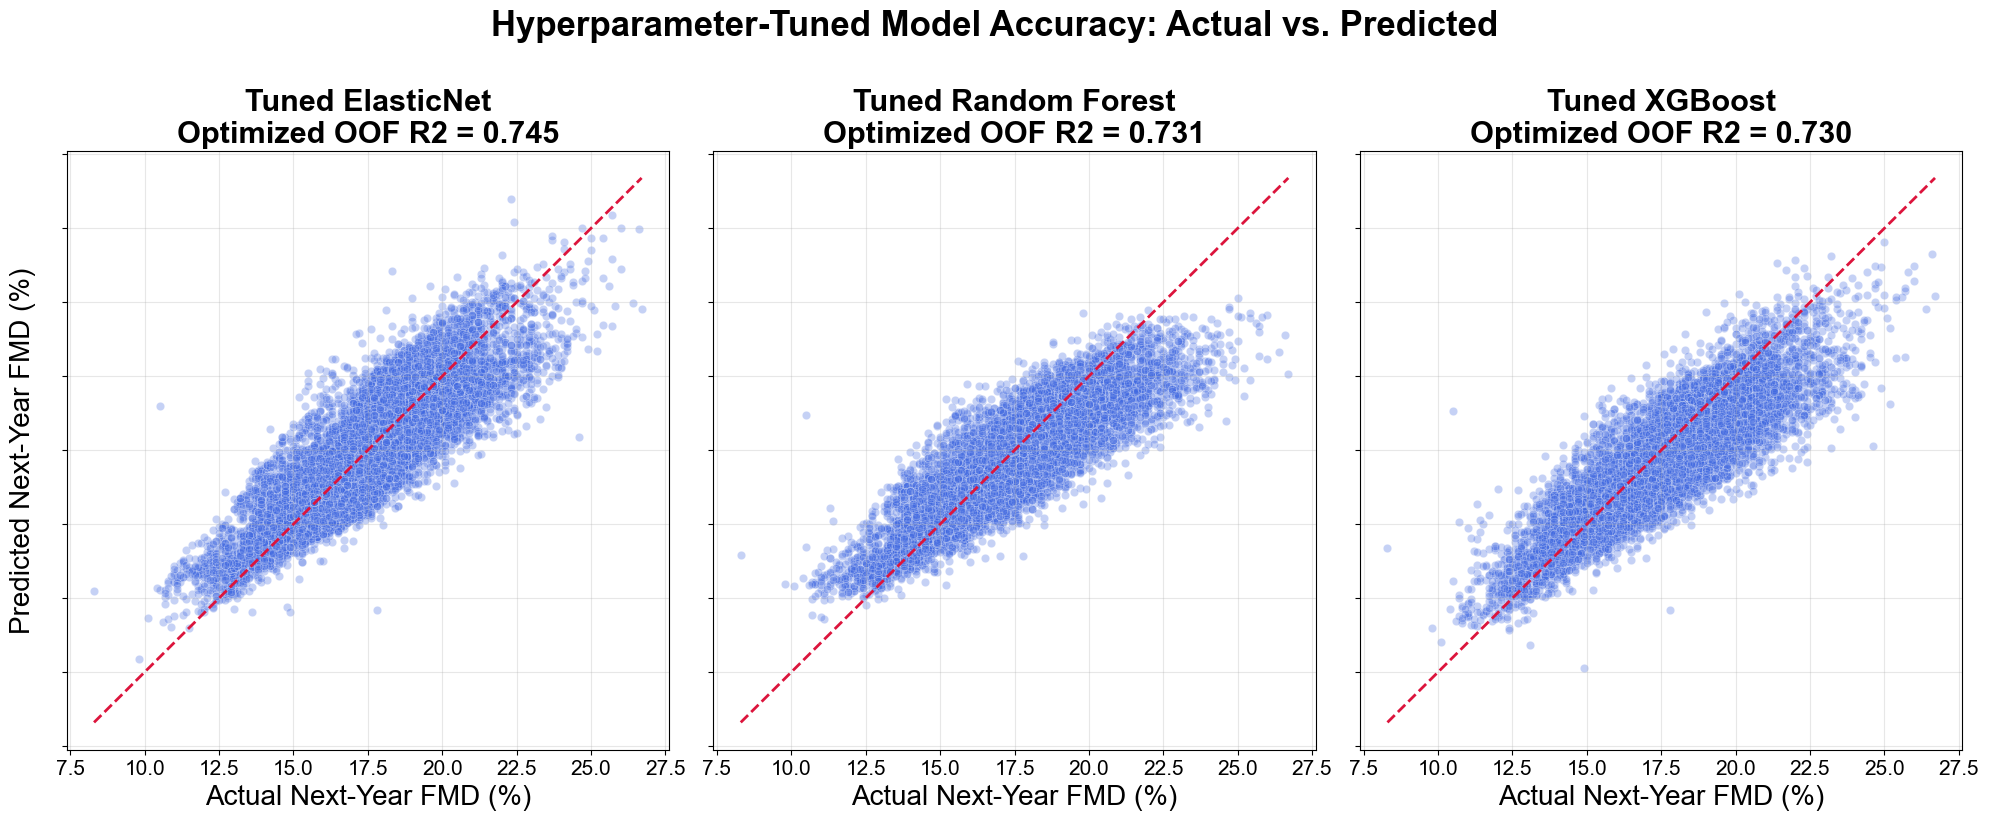 Hyperparameter-Tuned Model Accuracy: Actual vs. Predicted
Tuned ElasticNet
Optimized OOF R2 = 0.745
Tuned Random Forest
Optimized OOF R2 = 0.731
Tuned XGBoost
Optimized OOF R2 = 0.730
Predicted Next-Year FMD (%)
7.5 10.0 12.5 15.0 17.5 20.0 22.5 25.0 27.5
Actual Next-Year FMD (%)
7.5 10.0 12.5 15.0 17.5 20.0 22.5 25.0 27.5
Actual Next-Year FMD (%)
7.5 10.0 12.5 15.0 17.5 20.0 22.5 25.0 27.5
Actual Next-Year FMD (%)